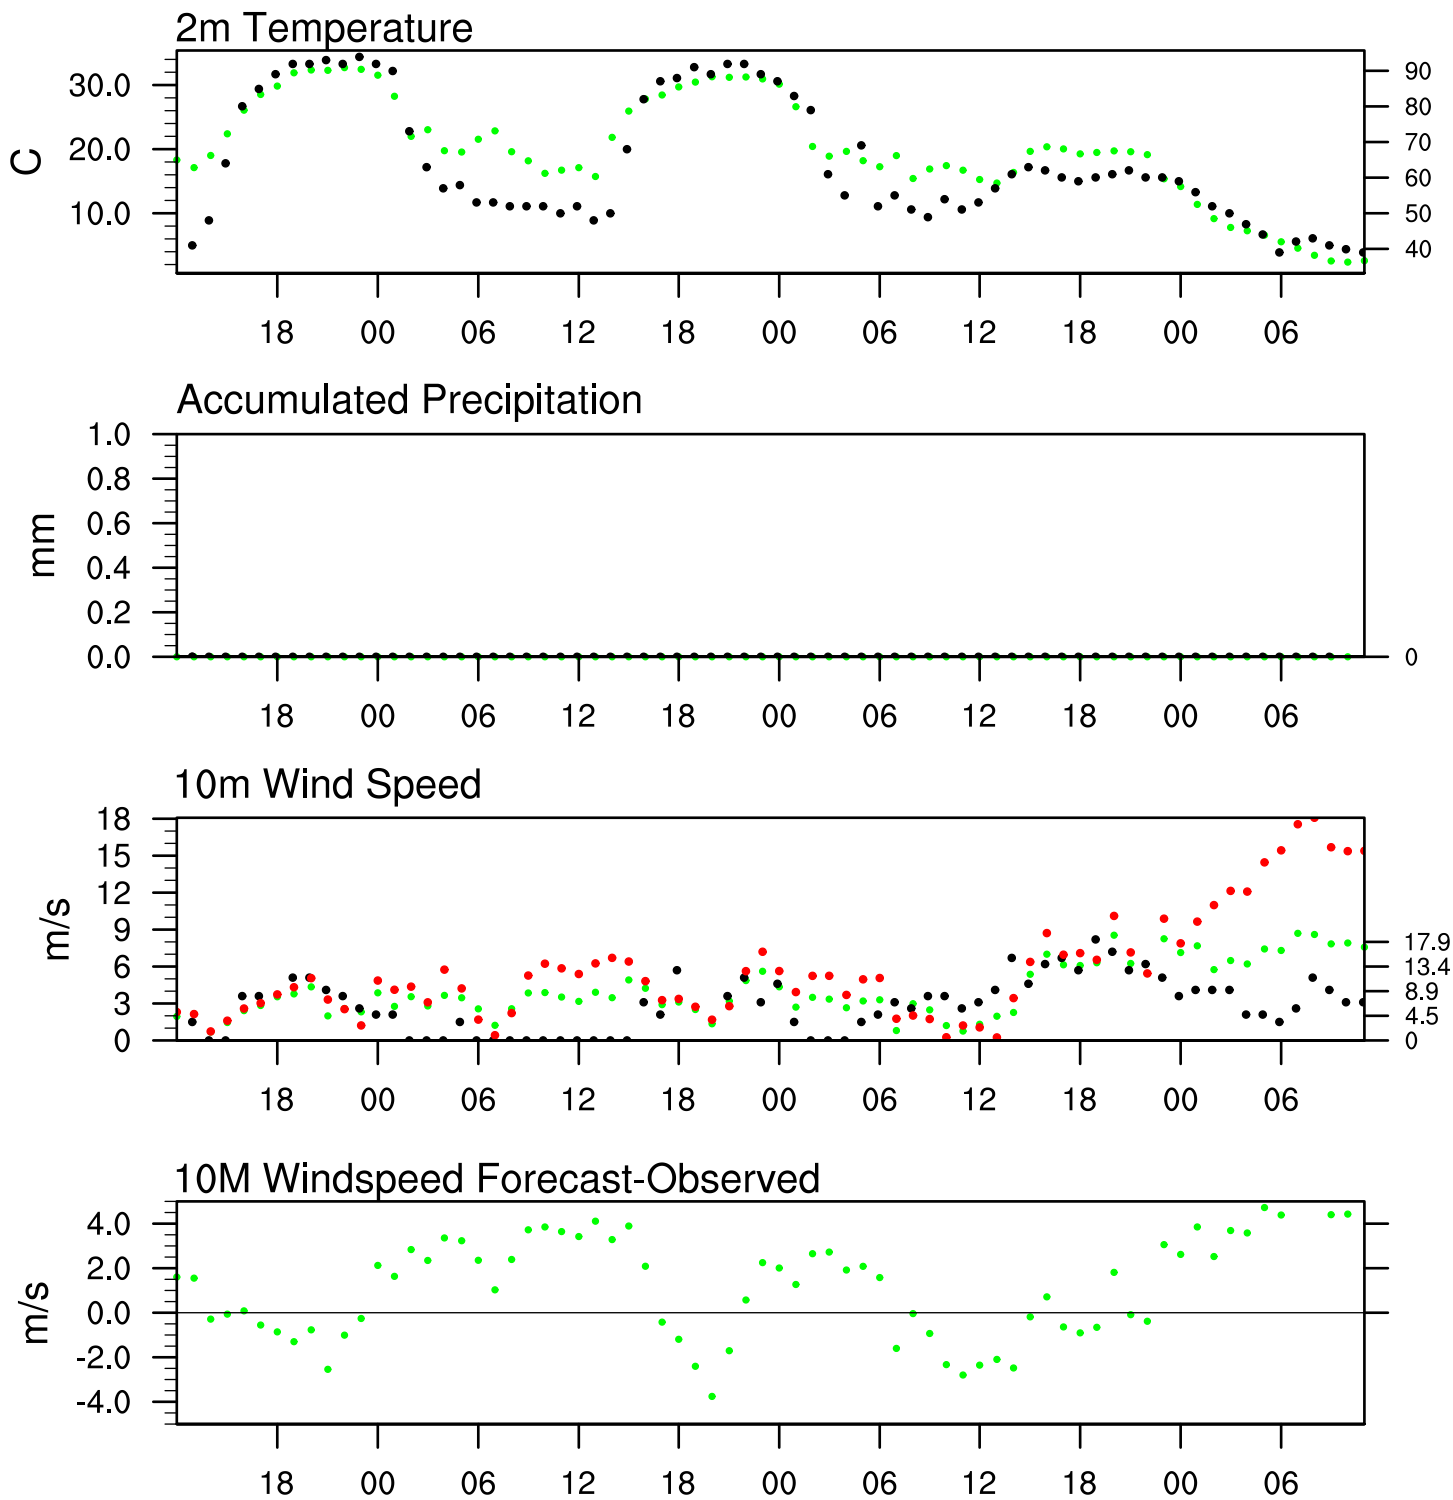 2m Temperature
30.0
20.0
10.0
C
90
80
70
60
50
40
18 00 06 12 18 00 06 12 18 00 06
Accumulated Precipitation
1.0
0.8
0.6
0.4
0.2
0.0
mm
0
18 00 06 12 18 00 06 12 18 00 06
10m Wind Speed
18
15
12
9
6
3
0
m/s
17.9
13.4
8.9
4.5
0
18 00 06 12 18 00 06 12 18 00 06
10M Windspeed Forecast-Observed
4.0
2.0
0.0
-2.0
-4.0
m/s
18 00 06 12 18 00 06 12 18 00 06